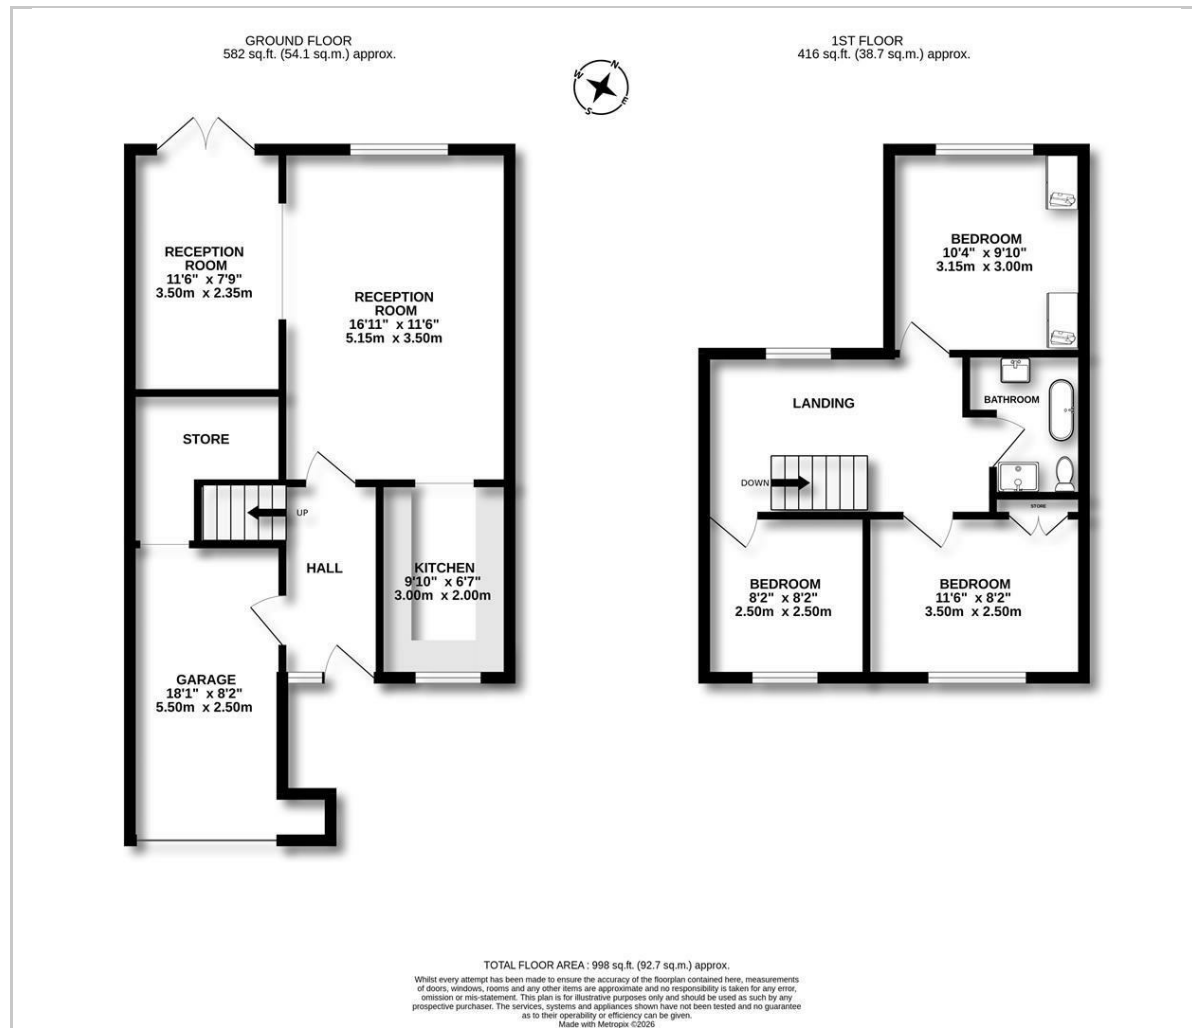 GROUND FLOOR
582 sq.ft. (54.1 sq.m.) approx.
1ST FLOOR
416 sq.ft. (38.7 sq.m.) approx.
N
W
E
S
RECEPTION
ROOM
11'6" x 7'9"
3.50m x 2.35m
RECEPTION
ROOM
16'11" x 11'6"
5.15m x 3.50m
STORE
UP
HALL
KITCHEN
9'10" x 6'7"
3.00m x 2.00m
GARAGE
18'1" x 8'2"
5.50m x 2.50m
BEDROOM
10'4" x 9'10"
3.15m x 3.00m
LANDING
BATHROOM
DOWN
STORE
BEDROOM
8'2" x 8'2"
2.50m x 2.50m
BEDROOM
11'6" x 8'2"
3.50m x 2.50m
TOTAL FLOOR AREA : 998 sq.ft. (92.7 sq.m.) approx.
Whilst every attempt has been made to ensure the accuracy of the floorplan contained here, measurements
of doors, windows, rooms and any other items are approximate and no responsibility is taken for any error,
omission or mis-statement. This plan is for illustrative purposes only and should be used as such by any
prospective purchaser. The services, systems and appliances shown have not been tested and no guarantee
as to their operability or efficiency can be given.
Made with Metropix ©2026